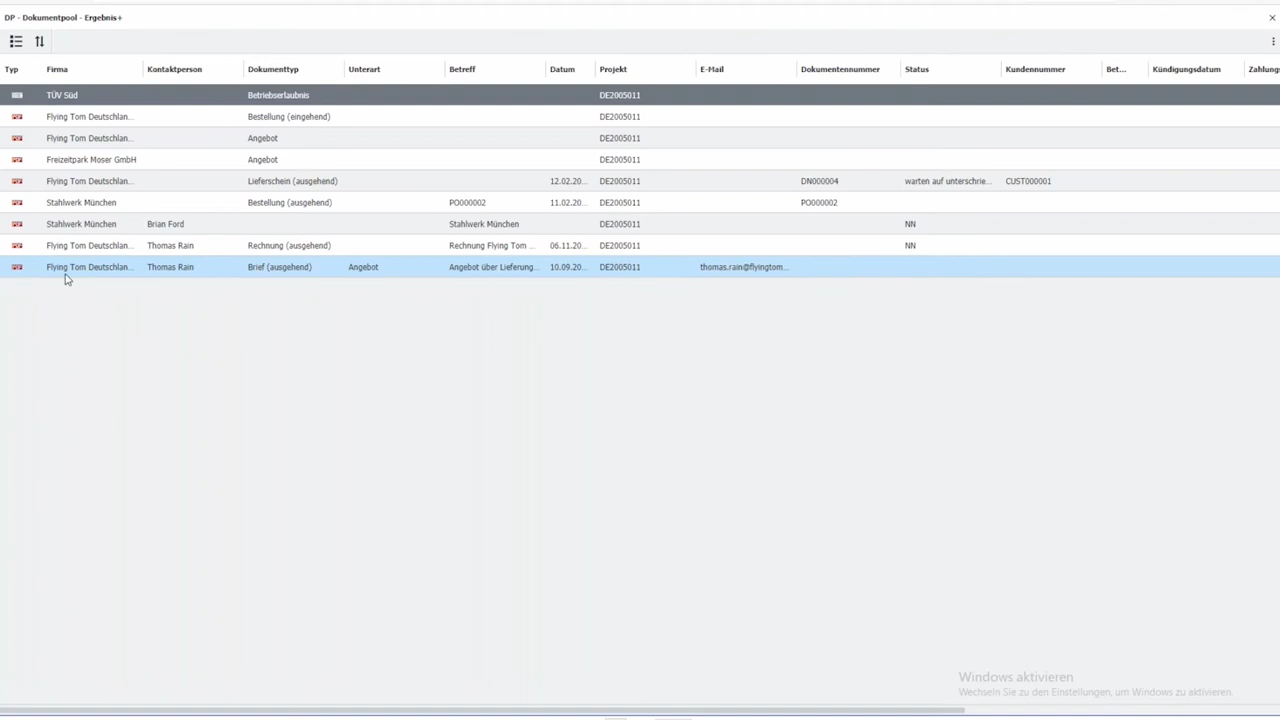 DP - Dokumentpool - Ergebnis+
Typ Firma Kontaktperson Dokumenttyp Unterart Betreff Datum Projekt E-Mail Dokumentennummer Status Kundennummer Bet... Kündigungsdatum Zahlungs
TÜV Süd Betriebserlaubnis DE2005011
Flying Tom Deutschlan... Bestellung (eingehend) DE2005011
Flying Tom Deutschlan... Angebot DE2005011
Freizeitpark Moser GmbH Angebot DE2005011
Flying Tom Deutschlan... Lieferschein (ausgehend) 12.02.20... DE2005011 DN000004 warten auf unterschrie... CUST000001
Stahlwerk München Bestellung (ausgehend) PO000002 11.02.20... DE2005011 PO000002
Stahlwerk München Brian Ford Stahlwerk München DE2005011 NN
Flying Tom Deutschlan... Thomas Rain Rechnung (ausgehend) Rechnung Flying Tom ... 06.11.20... DE2005011 NN
Flying Tom Deutschlan... Thomas Rain Brief (ausgehend) Angebot Angebot über Lieferung... 10.09.20... DE2005011 thomas.rain@flyingtom...
Windows aktivieren
Wechseln Sie zu den Einstellungen, um Windows zu aktivieren.